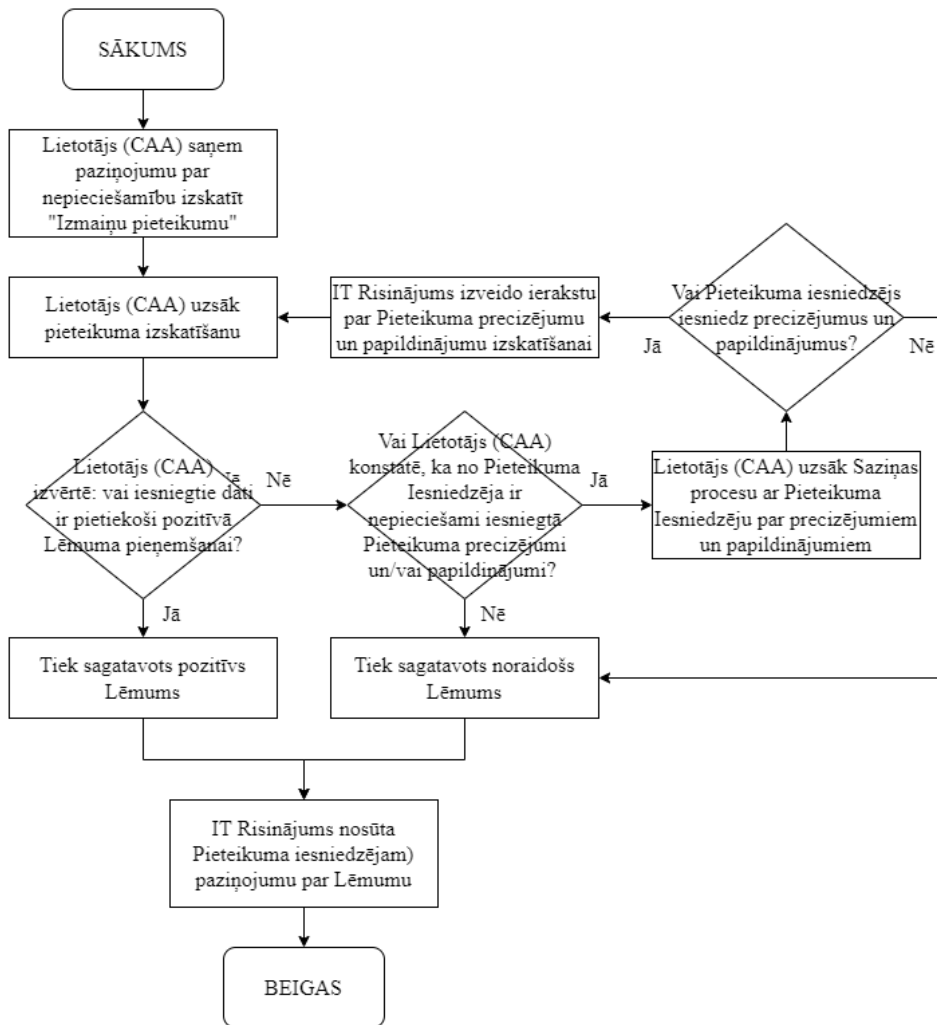 SĀKUMS
Lietotājs (CAA) saņem
paziņojumu par
nepieciešamību izskatīt
"Izmaiņu pieteikumu"
Lietotājs (CAA) uzsāk
pieteikuma izskatīšanu
IT Risinājums izveido ierakstu
par Pieteikuma precizējumu
un papildinājumu izskatīšanai
Vai Pieteikuma iesniedzējs
iesniedz precizējumus un
papildinājumus?
Jā
Nē
Lietotājs (CAA)
izvērtē: vai iesniegtie dati
ir pietiekoši pozitīvā
Lēmuma pieņemšanai?
Nē
Jā
Vai Lietotājs (CAA)
konstatē, ka no Pieteikuma
Iesniedzēja ir
nepieciešami iesniegtā
Pieteikuma precizējumi
un/vai papildinājumi?
Jā
Nē
Lietotājs (CAA) uzsāk Saziņas
procesu ar Pieteikuma
Iesniedzēju par precizējumiem
un papildinājumiem
Tiek sagatavots pozitīvs
Lēmums
Tiek sagatavots noraidošs
Lēmums
IT Risinājums nosūta
Pieteikuma iesniedzējam)
paziņojumu par Lēmumu
BEIGAS